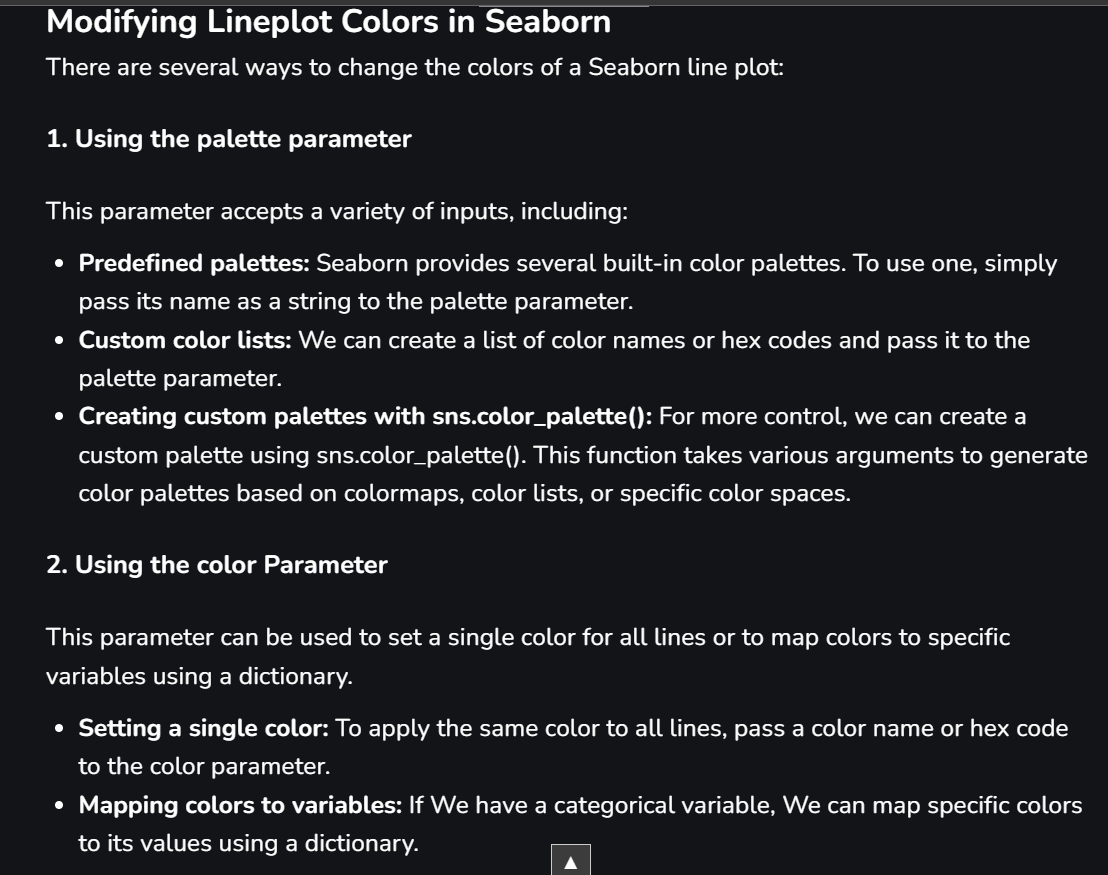 Modifying Lineplot Colors in Seaborn
There are several ways to change the colors of a Seaborn line plot:
1. Using the palette parameter
This parameter accepts a variety of inputs, including:
• Predefined palettes: Seaborn provides several built-in color palettes. To use one, simply
pass its name as a string to the palette parameter.
• Custom color lists: We can create a list of color names or hex codes and pass it to the
palette parameter.
• Creating custom palettes with sns.color_palette(): For more control, we can create a
custom palette using sns.color_palette(). This function takes various arguments to generate
color palettes based on colormaps, color lists, or specific color spaces.
2. Using the color Parameter
This parameter can be used to set a single color for all lines or to map colors to specific
variables using a dictionary.
• Setting a single color: To apply the same color to all lines, pass a color name or hex code
to the color parameter.
• Mapping colors to variables: If We have a categorical variable, We can map specific colors
to its values using a dictionary.